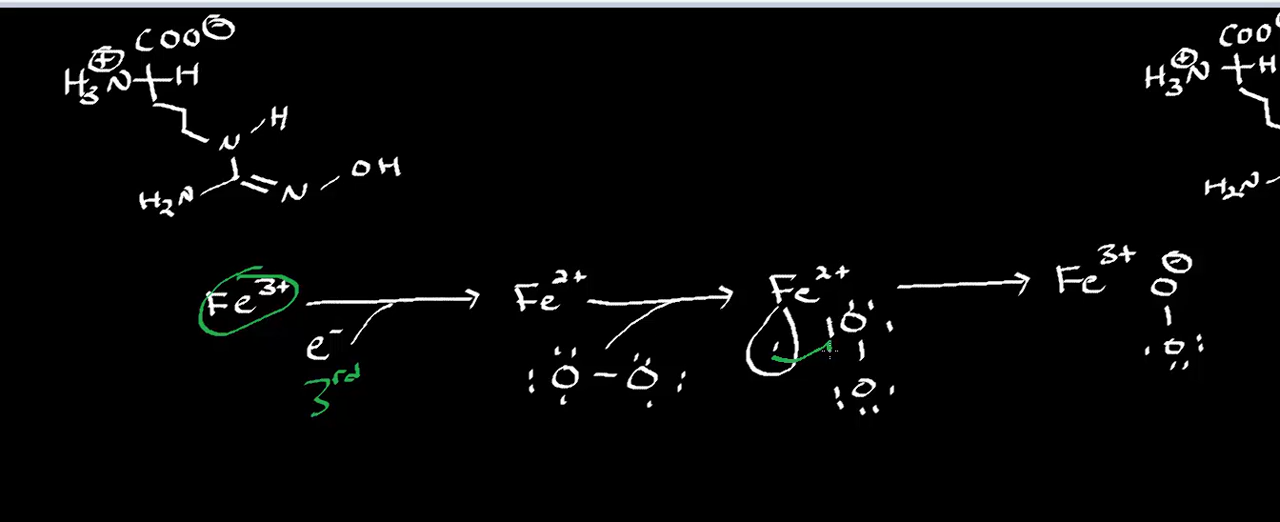 COO⊖ COO
H₃N⊕ H H₃N⊕ H
N H
H₂N N OH H₂N
Fe³⁺ Fe²⁺ Fe²⁺ Fe³⁺ ⊖
e⁻ O O O
3rd O – O O O